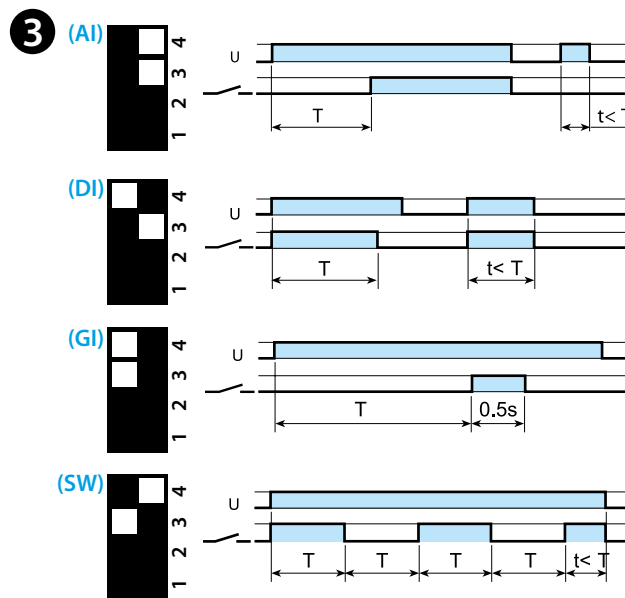 3
(AI) 4 3 2 1
U
T t< T
(DI) 4 3 2 1
U
T t< T
(GI) 4 3 2 1
U
T 0.5s
(SW) 4 3 2 1
U
T T T T t< T